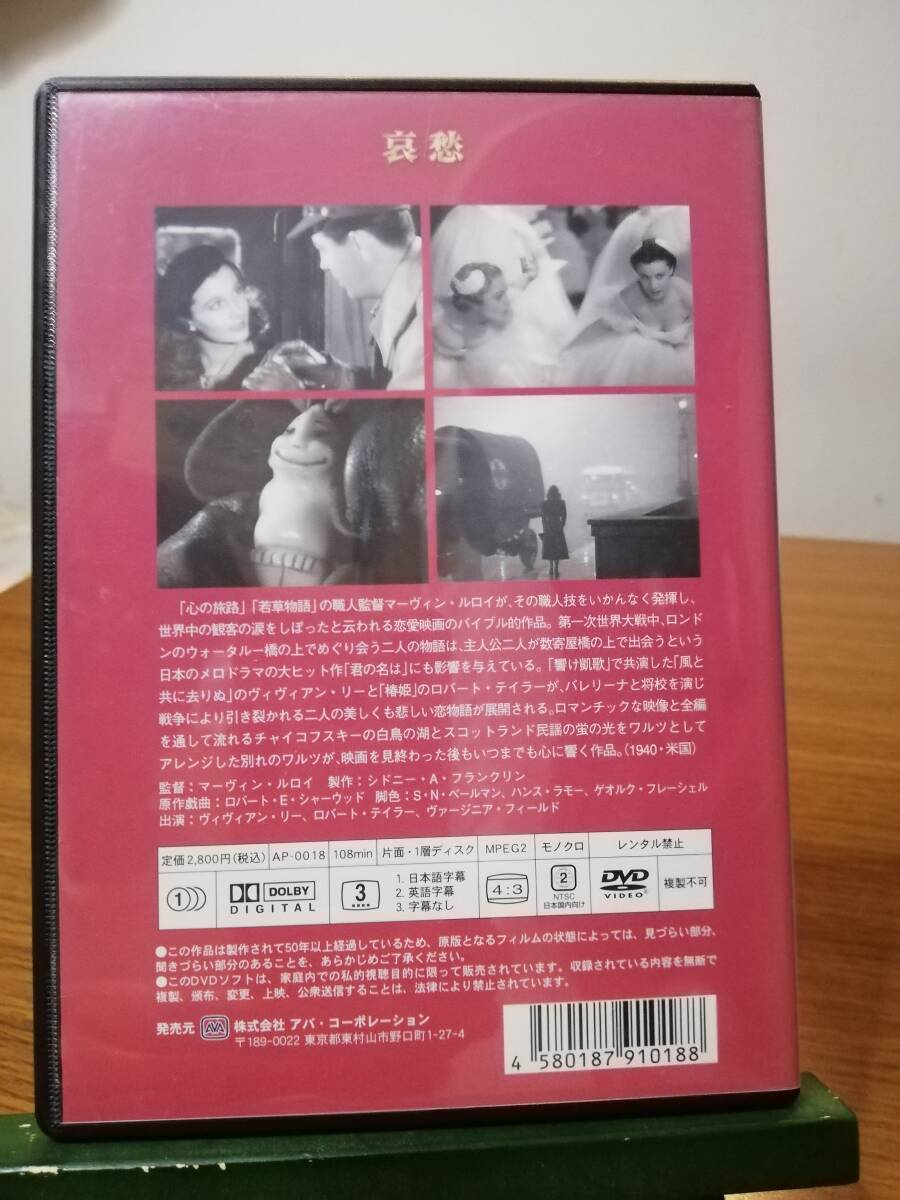 哀愁
「心の旅路」「若草物語」の職人監督マーヴィン・ルロイが、その職人技をいかんなく発揮し、
世界中の観客の涙をしぼったと云われる恋愛映画のバイブル的作品。第一次世界大戦中、ロンド
ンのウォータルー橋の上でめぐり会う二人の物語は、主人公二人が数寄屋橋の上で出会うという
日本のメロドラマの大ヒット作「君の名は」にも影響を与えている。「響け凱歌」で共演した「風と
共に去りぬ」のヴィヴィアン・リーと「椿姫」のロバート・テイラーが、バレリーナと将校を演じ
戦争により引き裂かれる二人の美しくも悲しい恋物語が展開される。ロマンチックな映像と全編
を通して流れるチャイコフスキーの白鳥の湖とスコットランド民謡の蛍の光をワルツとして
アレンジした別れのワルツが、映画を見終わった後もいつまでも心に響く作品。(1940・米国)
監督:マーヴィン・ルロイ 製作:シドニー・A・フランクリン
原作戯曲:ロバート・E・シャーウッド 脚色:S・N・ベールマン、ハンス・ラモー、ゲオルク・フレーシェル
出演:ヴィヴィアン・リー、ロバート・テイラー、ヴァージニア・フィールド
定価2,800円(税込) AP-0018 108min 片面・1層ディスク MPEG2 モノクロ レンタル禁止
1 DOLBY DIGITAL 3 4:3 2 DVD VIDEO 複製不可
1. 日本語字幕
2. 英語字幕
3. 字幕なし
NTSC
日本国内向け
●この作品は製作されて50年以上経過しているため、原版となるフィルムの状態によっては、見づらい部分、
聞きづらい部分のあることを、あらかじめご了承ください。
●このDVDソフトは、家庭内での私的視聴目的に限って販売されています。収録されている内容を無断で
複製、頒布、変更、上映、公衆送信することは、法律により禁止されています。
発売元 AVA 株式会社 アバ・コーポレーション
〒189-0022 東京都東村山市野口町1-27-4
4 580187 910188